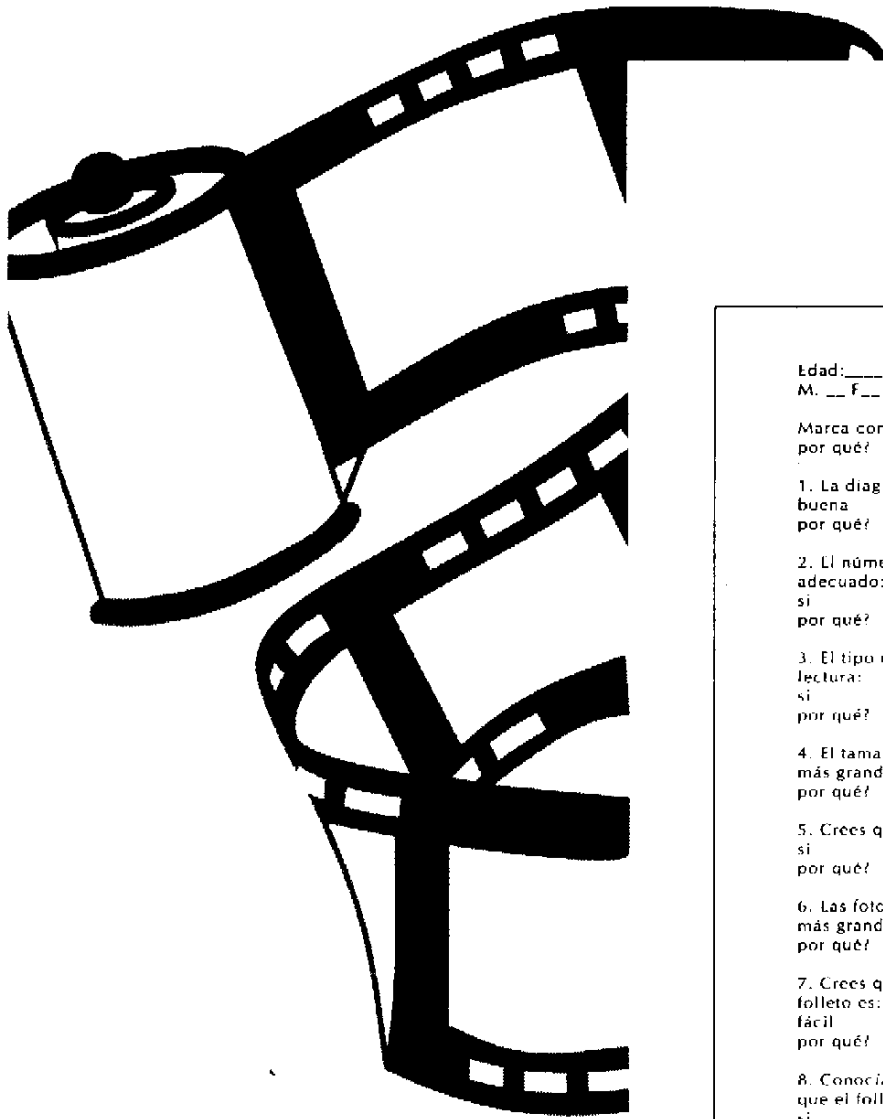 Edad:____
M. __ F__
Marca con
por qué?
1. La diag
buena
por qué?
2. El núme
adecuado:
si
por qué?
3. El tipo
lectura:
si
por qué?
4. El tama
más grand
por qué?
5. Crees q
si
por qué?
6. Las foto
más grand
por qué?
7. Crees q
folleto es:
fácil
por qué?
8. Conocía
que el foll
si